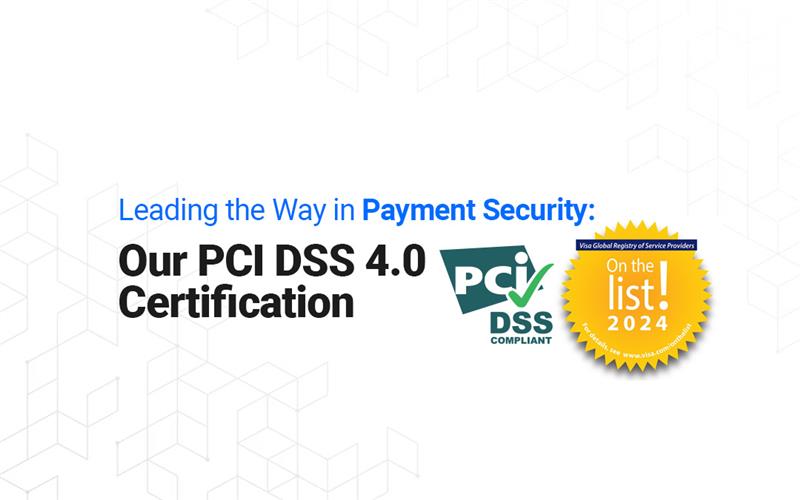 Leading the Way in Payment Security:
Our PCI DSS 4.0
Certification
PCi
DSS
COMPLIANT
Visa Global Registry of Service Providers
On the
list!
2024
For details, see www.visa.com/onthelist